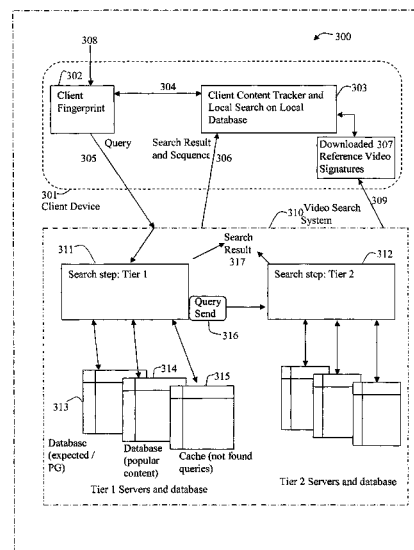 308
300
302
Client
Fingerprint
304
Client Content Tracker and
Local Search on Local
Database
303
Query
305
Search Result
and Sequence
306
Downloaded 307
Reference Video
Signatures
301
Client Device
309
310 Video Search
System
311
Search
Result
317
312
Search step: Tier 1
Search step: Tier 2
Query
Send
316
314
315
313
Database
(expected /
PG)
Database
(popular
content)
Cache (not found
queries)
Tier 1 Servers and database
Tier 2 Servers and database